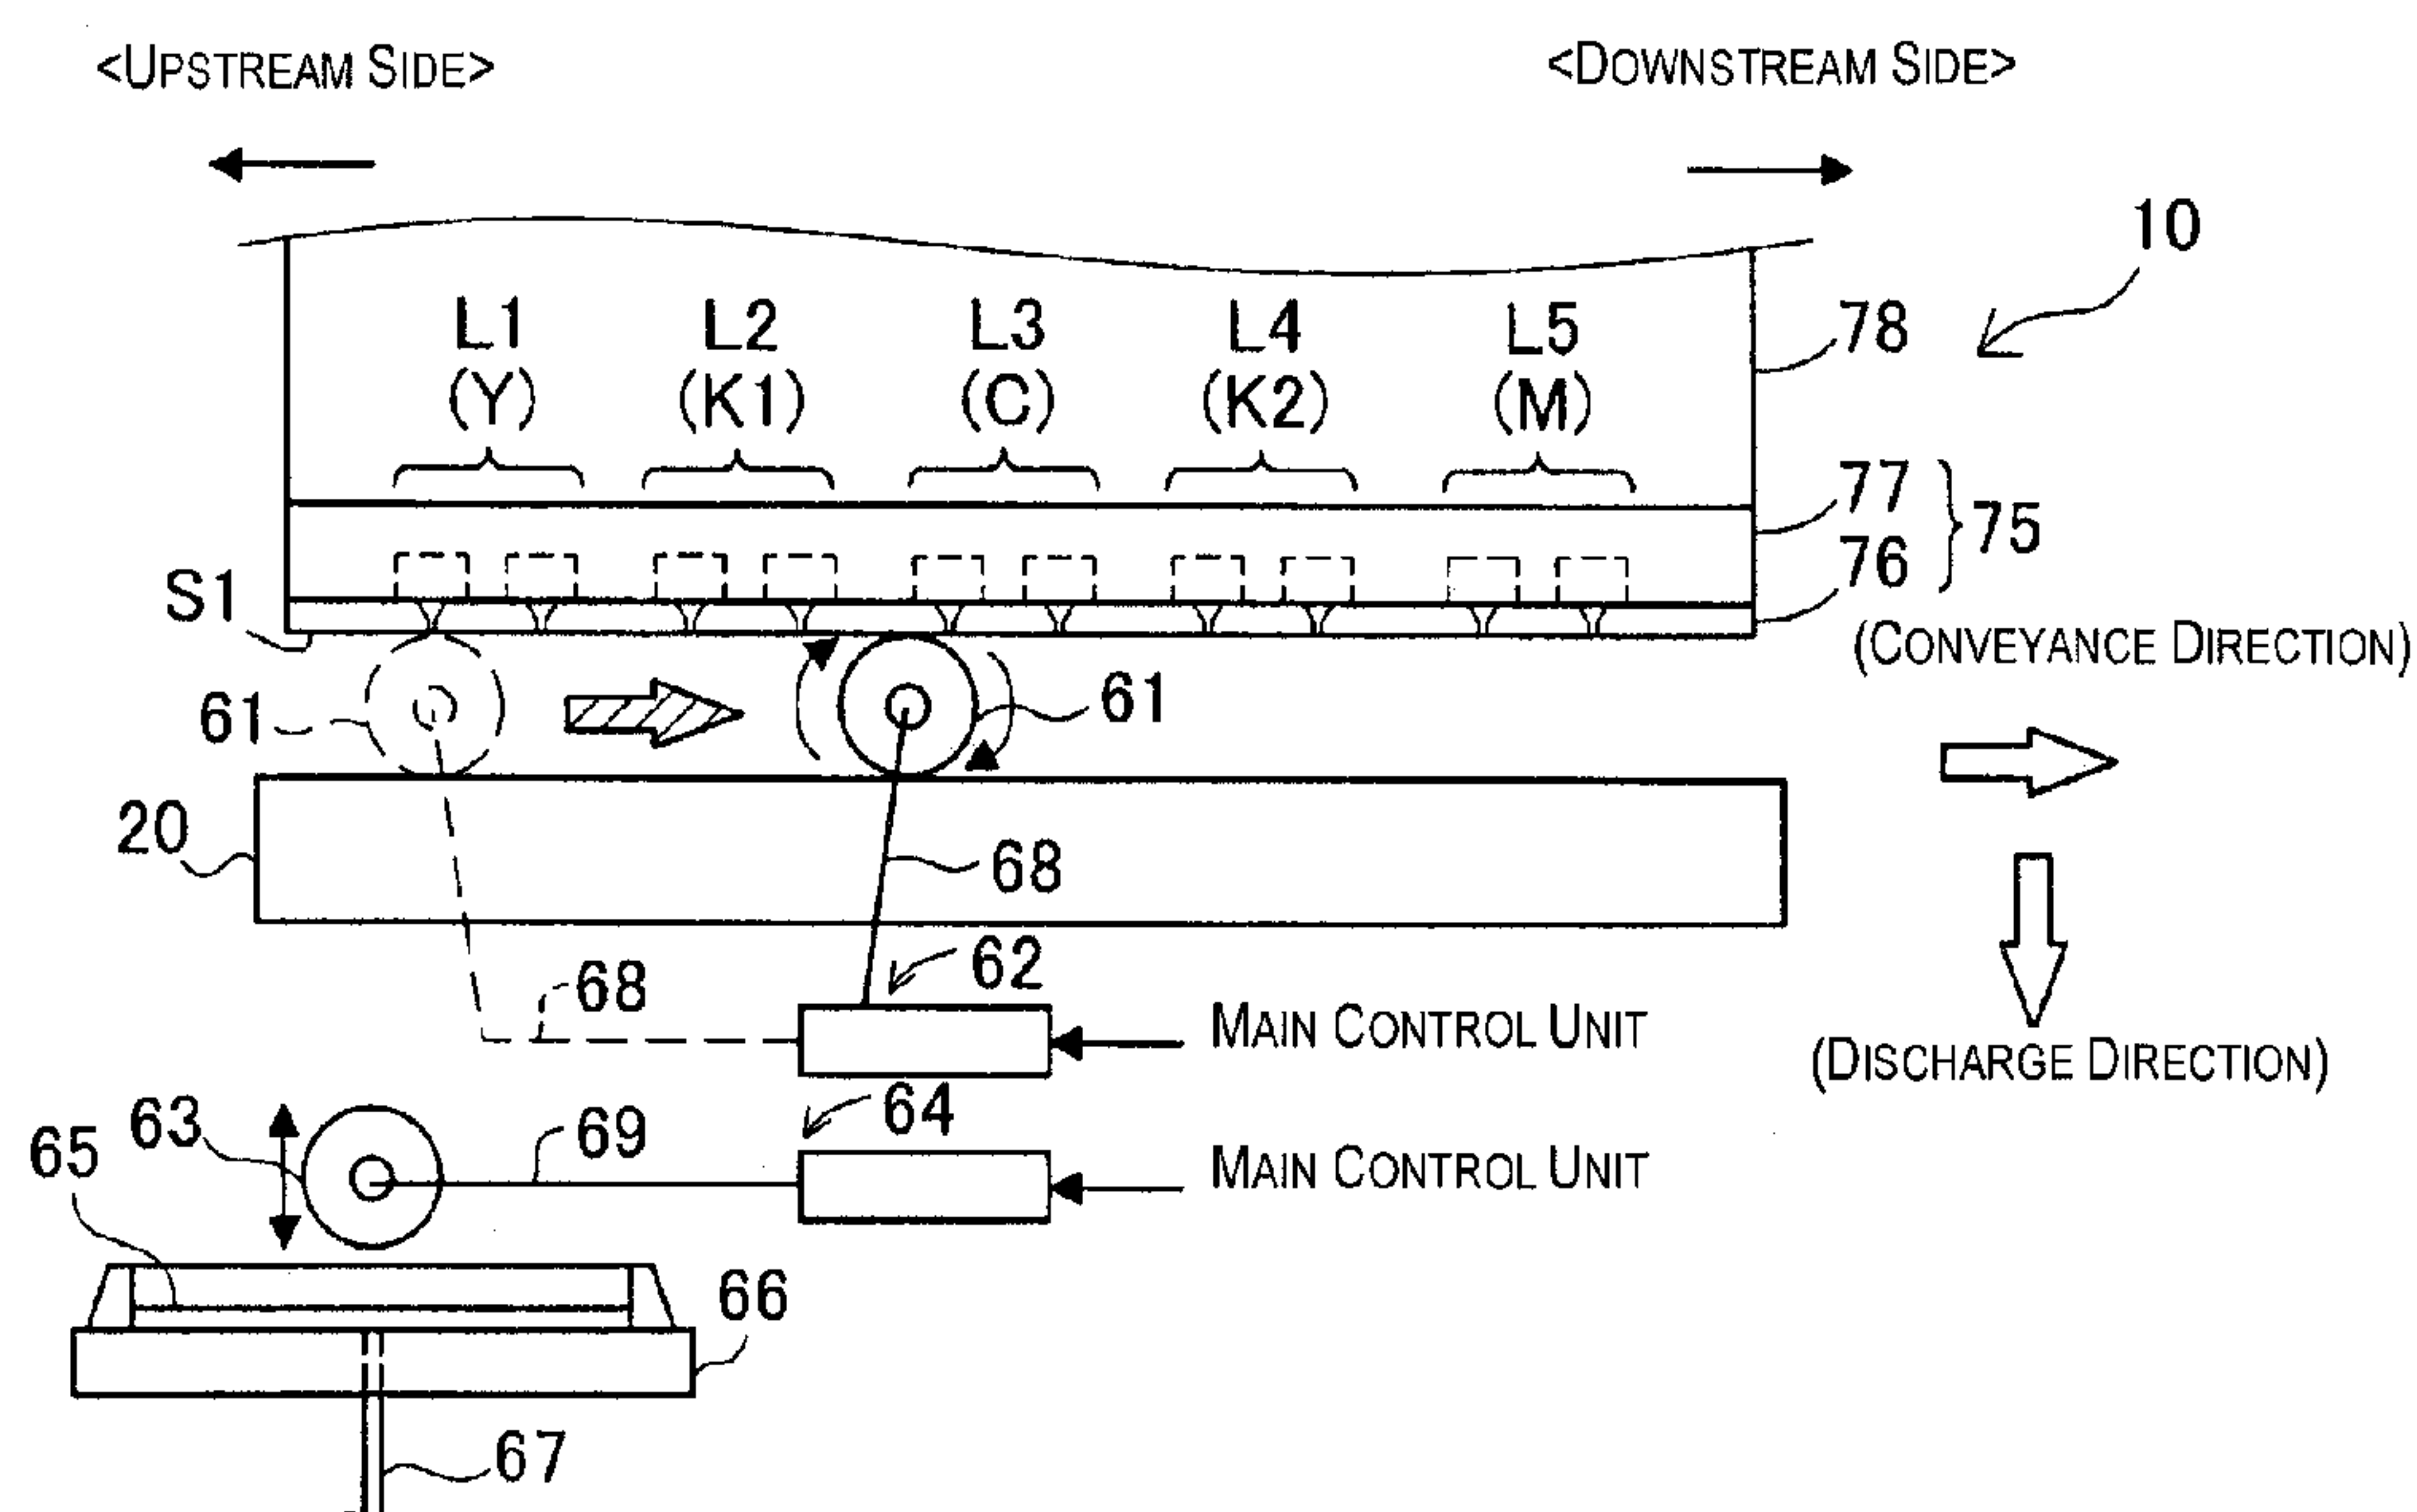 <UPSTREAM SIDE>
<DOWNSTREAM SIDE>
10
L1 L2 L3 L4 L5
(Y) (K1) (C) (K2) (M)
78
77
75
76
S1
(CONVEYANCE DIRECTION)
61
61
20
68
62
68
MAIN CONTROL UNIT
(DISCHARGE DIRECTION)
64
63
69
65
MAIN CONTROL UNIT
66
67